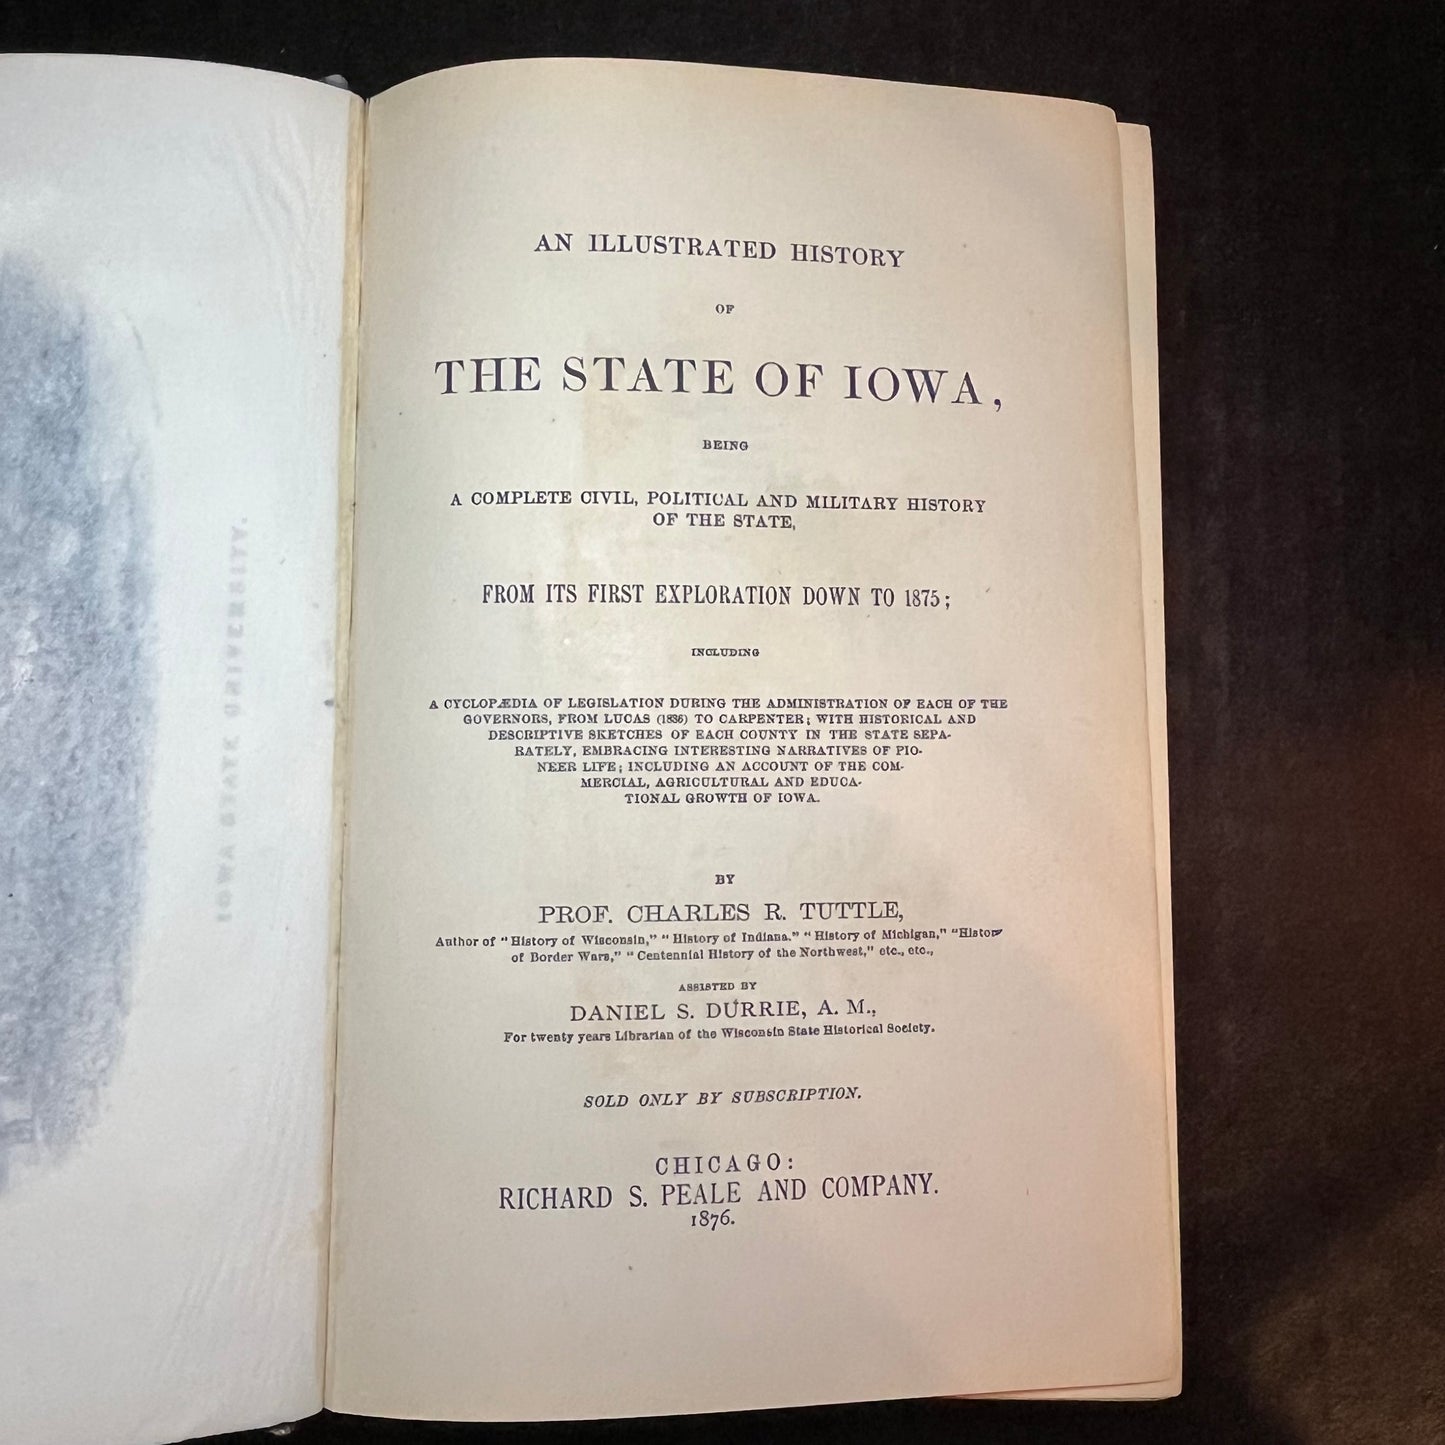 IOWA STATE UNIVERSITY.
AN ILLUSTRATED HISTORY
OF
THE STATE OF IOWA,
BEING
A COMPLETE CIVIL, POLITICAL AND MILITARY HISTORY
OF THE STATE,
FROM ITS FIRST EXPLORATION DOWN TO 1875;
INCLUDING
A CYCLOPÆDIA OF LEGISLATION DURING THE ADMINISTRATION OF EACH OF THE
GOVERNORS, FROM LUCAS (1836) TO CARPENTER; WITH HISTORICAL AND
DESCRIPTIVE SKETCHES OF EACH COUNTY IN THE STATE SEPA-
RATELY, EMBRACING INTERESTING NARRATIVES OF PIO-
NEER LIFE; INCLUDING AN ACCOUNT OF THE COM-
MERCIAL, AGRICULTURAL AND EDUCA-
TIONAL GROWTH OF IOWA.
BY
PROF. CHARLES R. TUTTLE,
Author of "History of Wisconsin," "History of Indiana." "History of Michigan," "History
of Border Wars," "Centennial History of the Northwest," etc., etc.,
ASSISTED BY
DANIEL S. DURRIE, A. M.,
For twenty years Librarian of the Wisconsin State Historical Society.
SOLD ONLY BY SUBSCRIPTION.
CHICAGO:
RICHARD S. PEALE AND COMPANY.
1876.